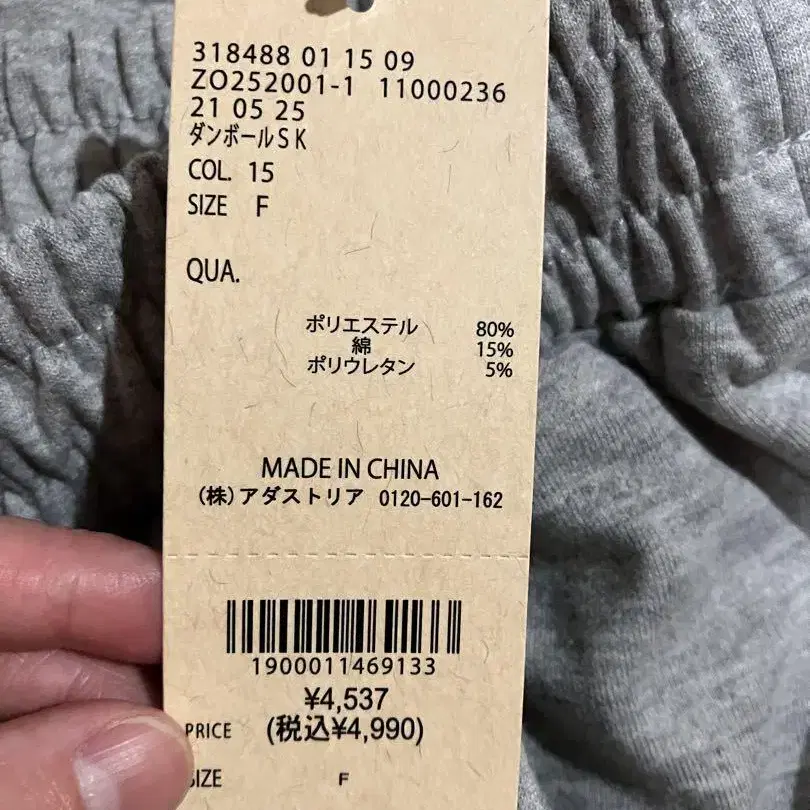 318488 01 15 09
ZO252001-1 11000236
21 05 25
ダンボールSK
COL. 15
SIZE F
QUA.
ポリエステル 80%
綿 15%
ポリウレタン 5%
MADE IN CHINA
(株)アダストリア 0120-601-162
1900011469133
¥4,537
PRICE (税込¥4,990)
SIZE F